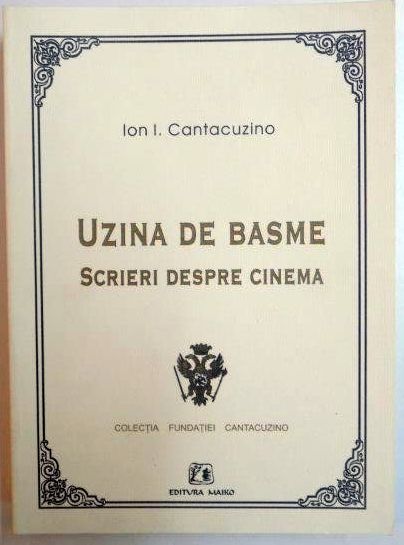 Ion I. Cantacuzino
UZINA DE BASME
SCRIERI DESPRE CINEMA
COLECȚIA FUNDAȚIEI CANTACUZINO
EDITURA MAIKO